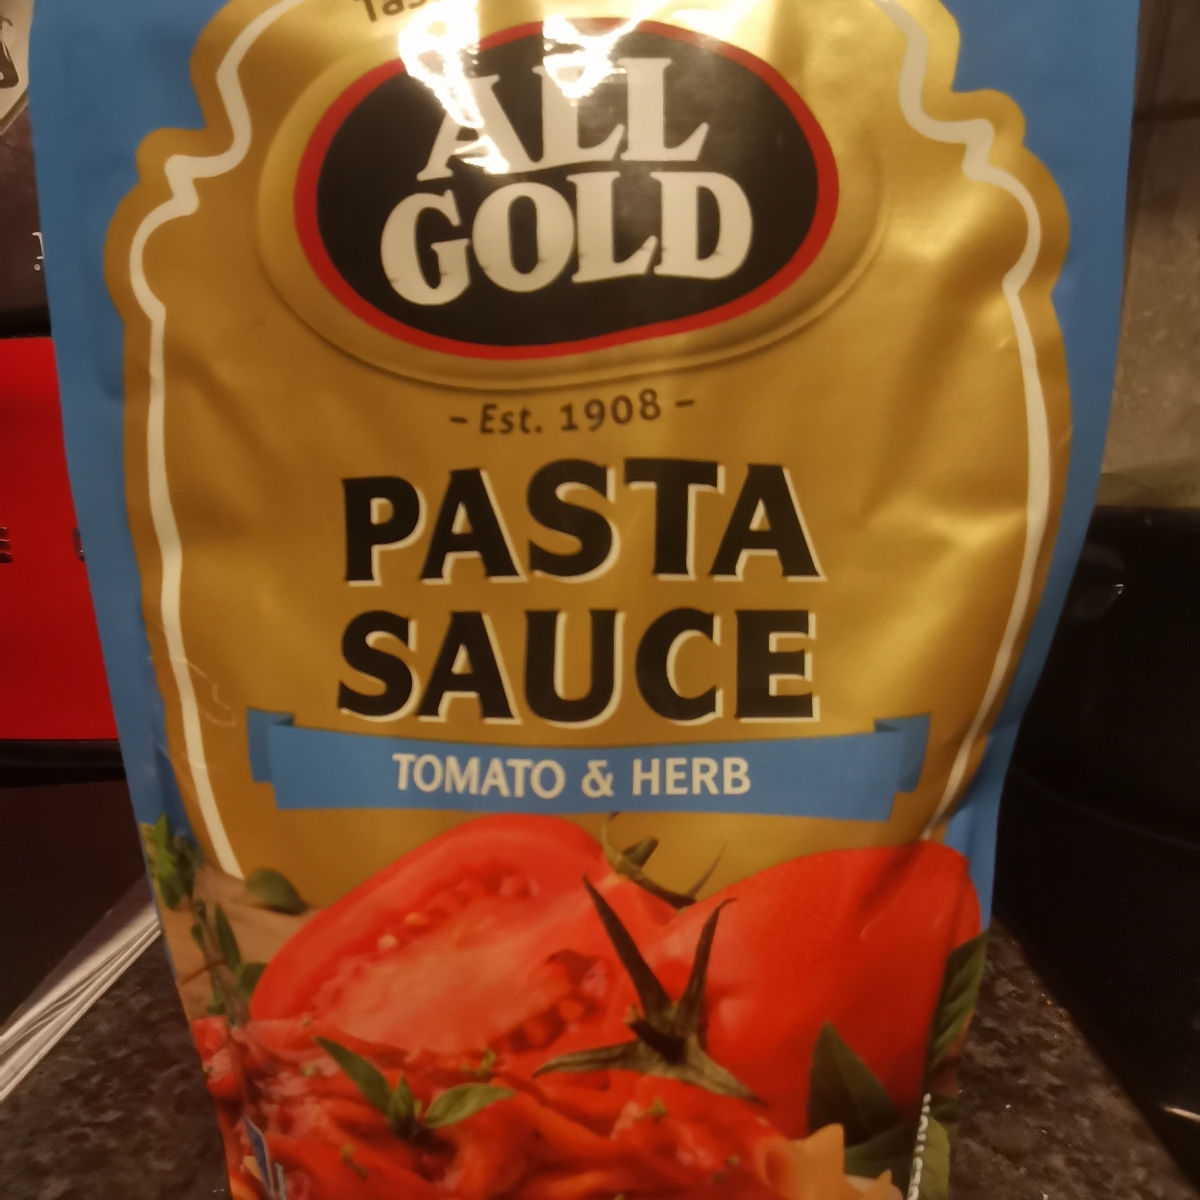 ALL
GOLD
- Est. 1908 -
PASTA
SAUCE
TOMATO & HERB